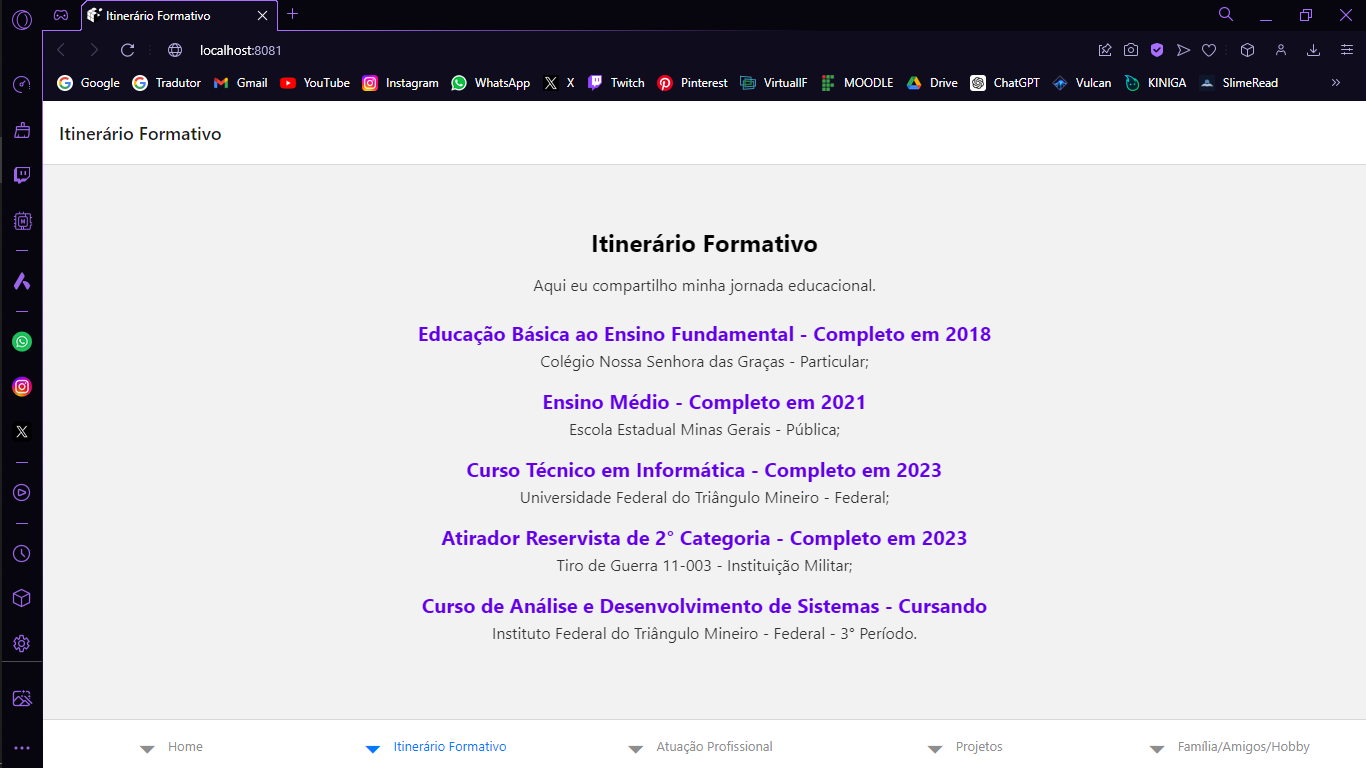 Itinerário Formativo
localhost:8081
Google Tradutor Gmail YouTube Instagram WhatsApp X Twitch Pinterest VirtualIF MOODLE Drive ChatGPT Vulcan KINIGA SlimeRead
Itinerário Formativo
Itinerário Formativo
Aqui eu compartilho minha jornada educacional.
Educação Básica ao Ensino Fundamental - Completo em 2018
Colégio Nossa Senhora das Graças - Particular;
Ensino Médio - Completo em 2021
Escola Estadual Minas Gerais - Pública;
Curso Técnico em Informática - Completo em 2023
Universidade Federal do Triângulo Mineiro - Federal;
Atirador Reservista de 2° Categoria - Completo em 2023
Tiro de Guerra 11-003 - Instituição Militar;
Curso de Análise e Desenvolvimento de Sistemas - Cursando
Instituto Federal do Triângulo Mineiro - Federal - 3° Período.
Home Itinerário Formativo Atuação Profissional Projetos Família/Amigos/Hobby